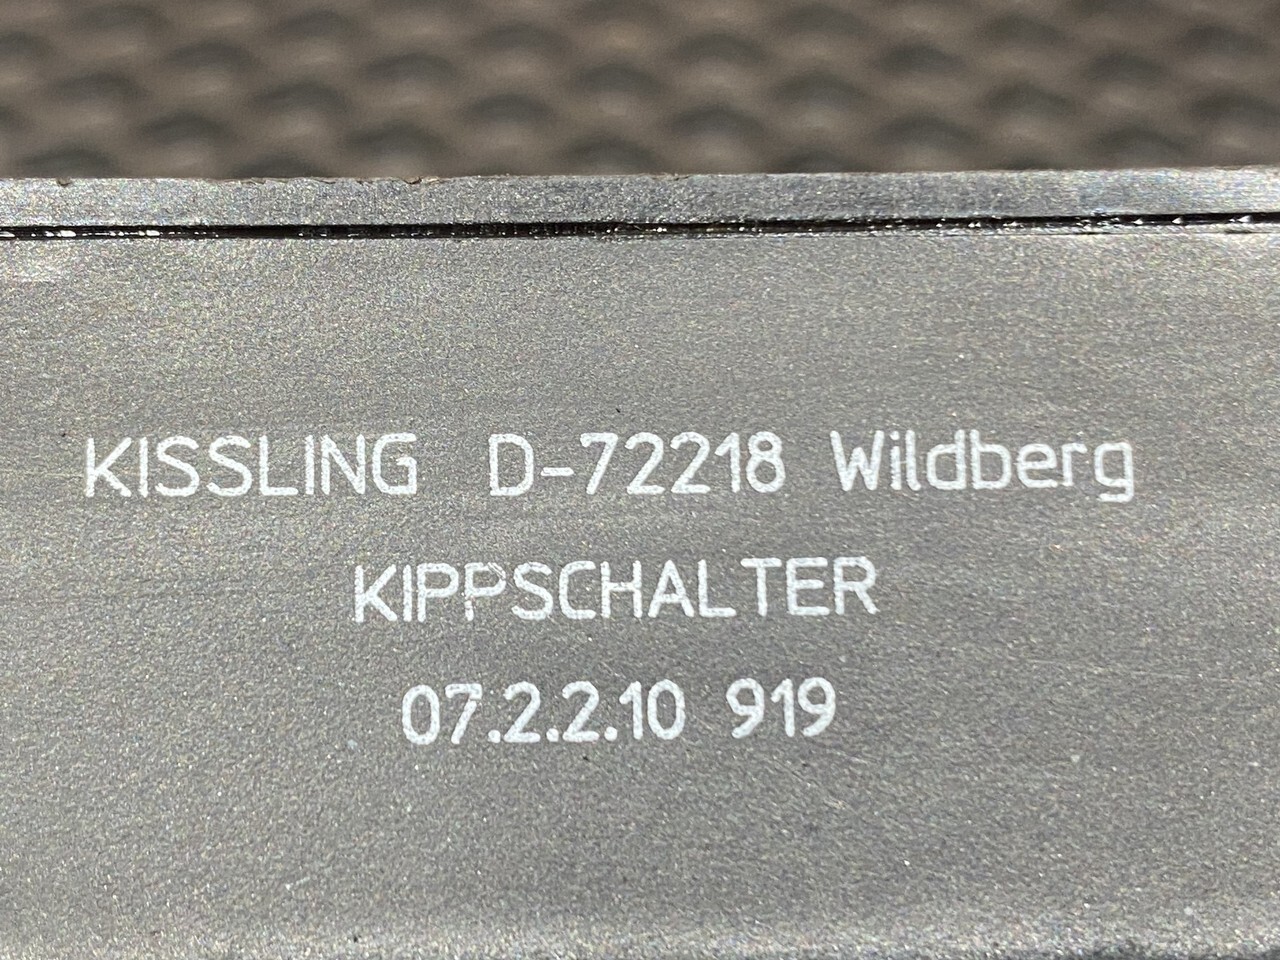 KISSLING D-72218 Wildberg
KIPPSCHALTER
07.2.2.10 919